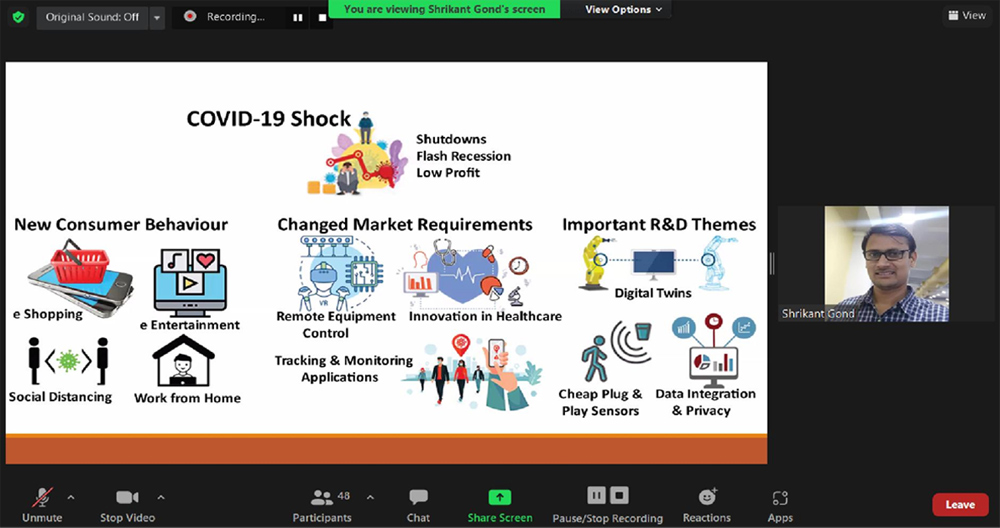 Original Sound: Off
Recording...
You are viewing Shrikant Gond's screen
View Options
View
COVID-19 Shock
Shutdowns
Flash Recession
Low Profit
New Consumer Behaviour
e Shopping
e Entertainment
Social Distancing
Work from Home
Changed Market Requirements
VR
Remote Equipment
Control
Innovation in Healthcare
Tracking & Monitoring
Applications
Important R&D Themes
Digital Twins
Cheap Plug &
Play Sensors
Data Integration
& Privacy
Shrikant Gond
Unmute
Stop Video
48
Participants
Chat
Share Screen
Pause/Stop Recording
Reactions
Apps
Leave